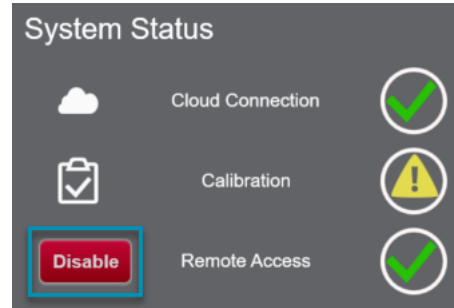 System Status
Cloud Connection
Calibration
Disable Remote Access